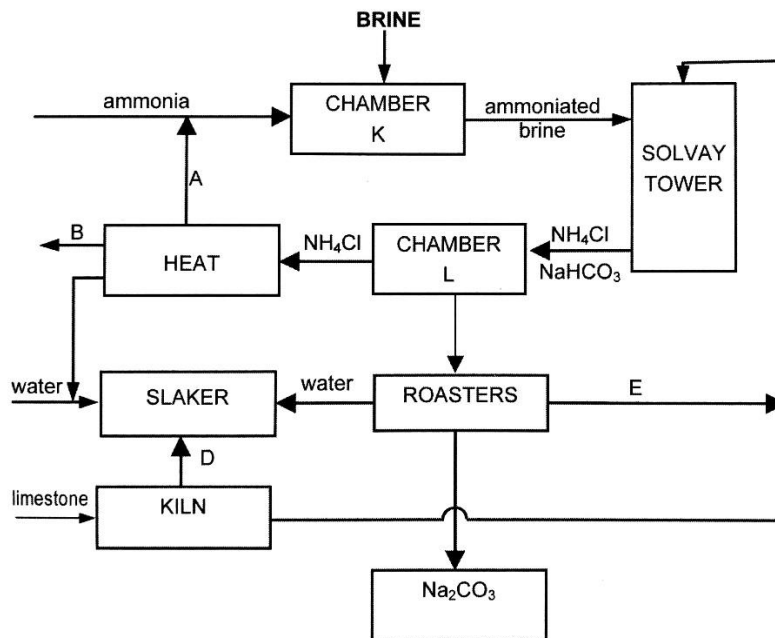 BRINE
ammonia
CHAMBER
K
ammoniated
brine
SOLVAY
TOWER
A
B
HEAT
NH₄Cl
CHAMBER
L
NH₄Cl
NaHCO₃
water
SLAKER
water
ROASTERS
E
D
limestone
KILN
Na₂CO₃